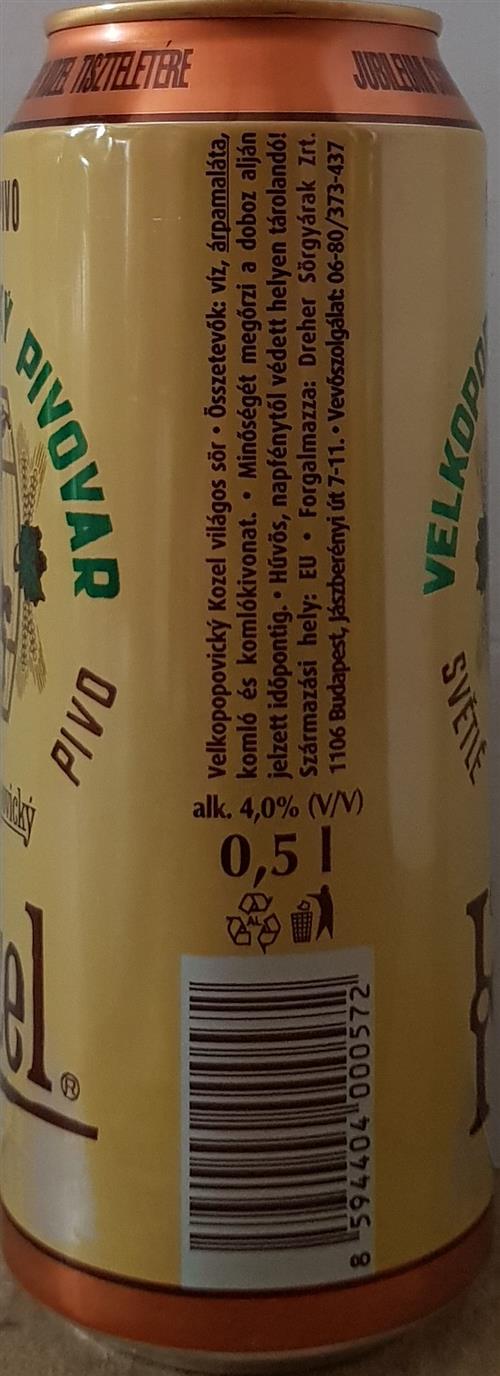 TISZTELETÉRE
PIVOVAR
PIVO
el®
Velkopopovický Kozel világos sör • Összetevők: víz, árpamaláta,
komló és komlókivonat. • Minőségét megőrzi a doboz alján
jelzett időpontig. • Hűvös, napfénytől védett helyen tárolandó!
Származási hely: EU • Forgalmazza: Dreher Sörgyárak Zrt.
1106 Budapest, Jászberényi út 7-11. • Vevőszolgálat: 06-80/373-437
alk. 4,0% (V/V)
0,5 l
AL
8 594404 000572
SVĚTLÉ